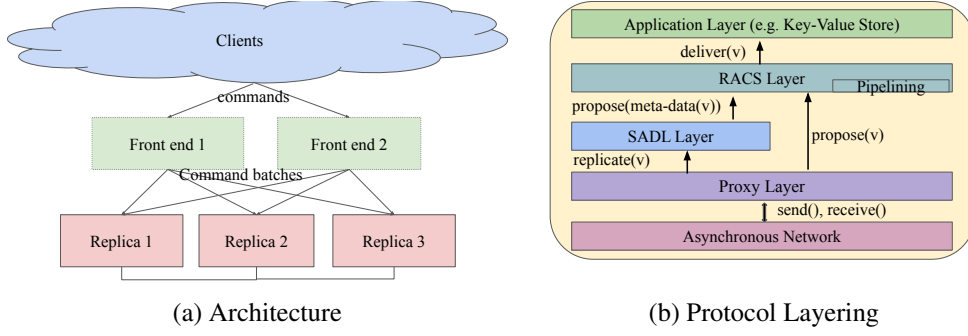 Clients
commands
Front end 1
Front end 2
Command batches
Replica 1
Replica 2
Replica 3
(a) Architecture
Application Layer (e.g. Key-Value Store)
deliver(v)
RACS Layer
Pipelining
propose(meta-data(v))
SADL Layer
propose(v)
replicate(v)
Proxy Layer
send(), receive()
Asynchronous Network
(b) Protocol Layering